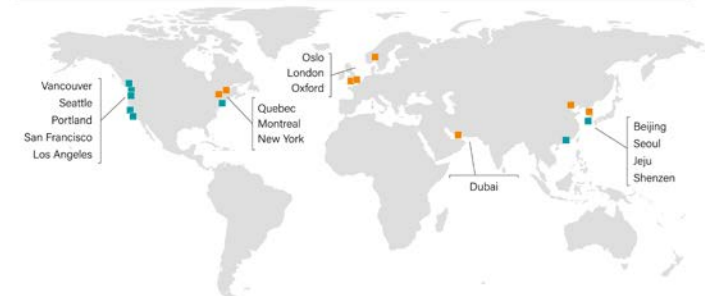 Vancouver
Seattle
Portland
San Francisco
Los Angeles
Quebec
Montreal
New York
Oslo
London
Oxford
Dubai
Beijing
Seoul
Jeju
Shenzen